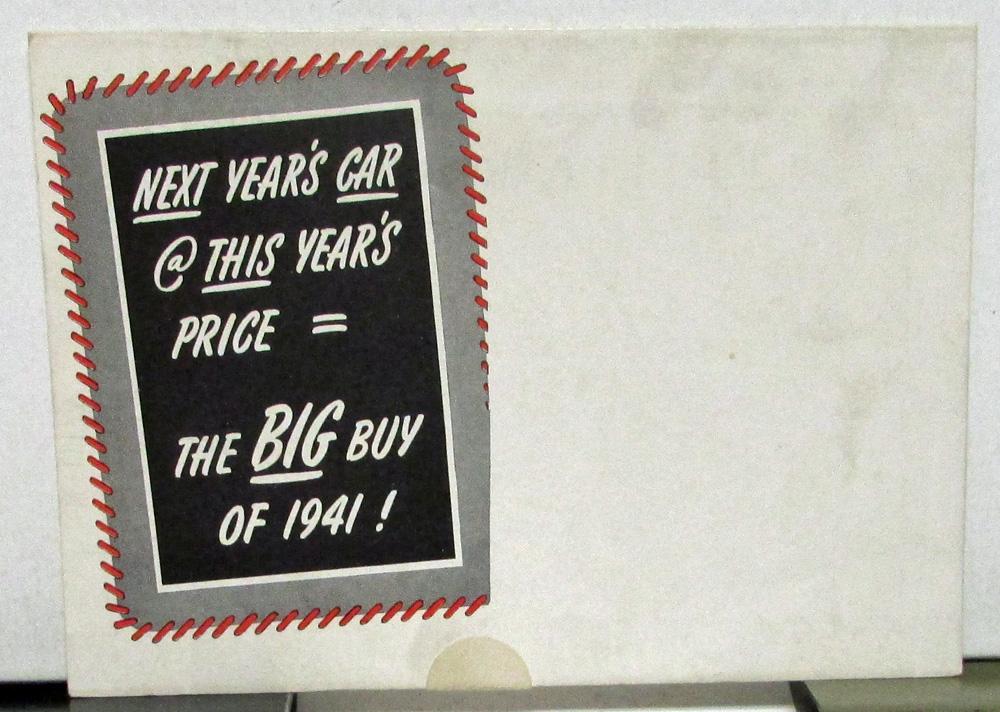 NEXT YEAR'S CAR
@ THIS YEAR'S
PRICE =
THE BIG BUY
OF 1941!